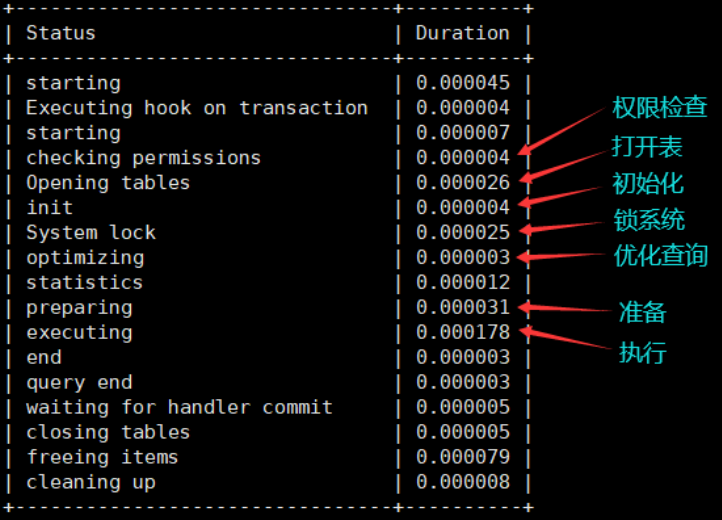 +---------------------------------+----------+
| Status                          | Duration |
+---------------------------------+----------+
| starting                        | 0.000045 |
| Executing hook on transaction   | 0.000004 | 权限检查
| starting                        | 0.000007 |
| checking permissions            | 0.000004 | 打开表
| Opening tables                  | 0.000026 | 初始化
| init                            | 0.000004 | 锁系统
| System lock                     | 0.000025 |
| optimizing                      | 0.000003 | 优化查询
| statistics                      | 0.000012 |
| preparing                       | 0.000031 | 准备
| executing                       | 0.000178 | 执行
| end                             | 0.000003 |
| query end                       | 0.000003 |
| waiting for handler commit      | 0.000005 |
| closing tables                  | 0.000005 |
| freeing items                   | 0.000079 |
| cleaning up                     | 0.000008 |
+---------------------------------+----------+